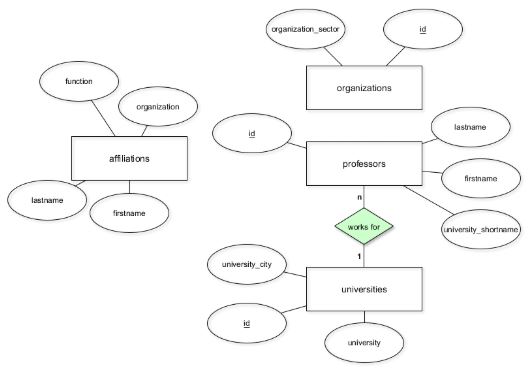 organization_sector
id
organizations
function
organization
affiliations
lastname
firstname
id
lastname
professors
firstname
university_shortname
n
works for
1
university_city
universities
id
university